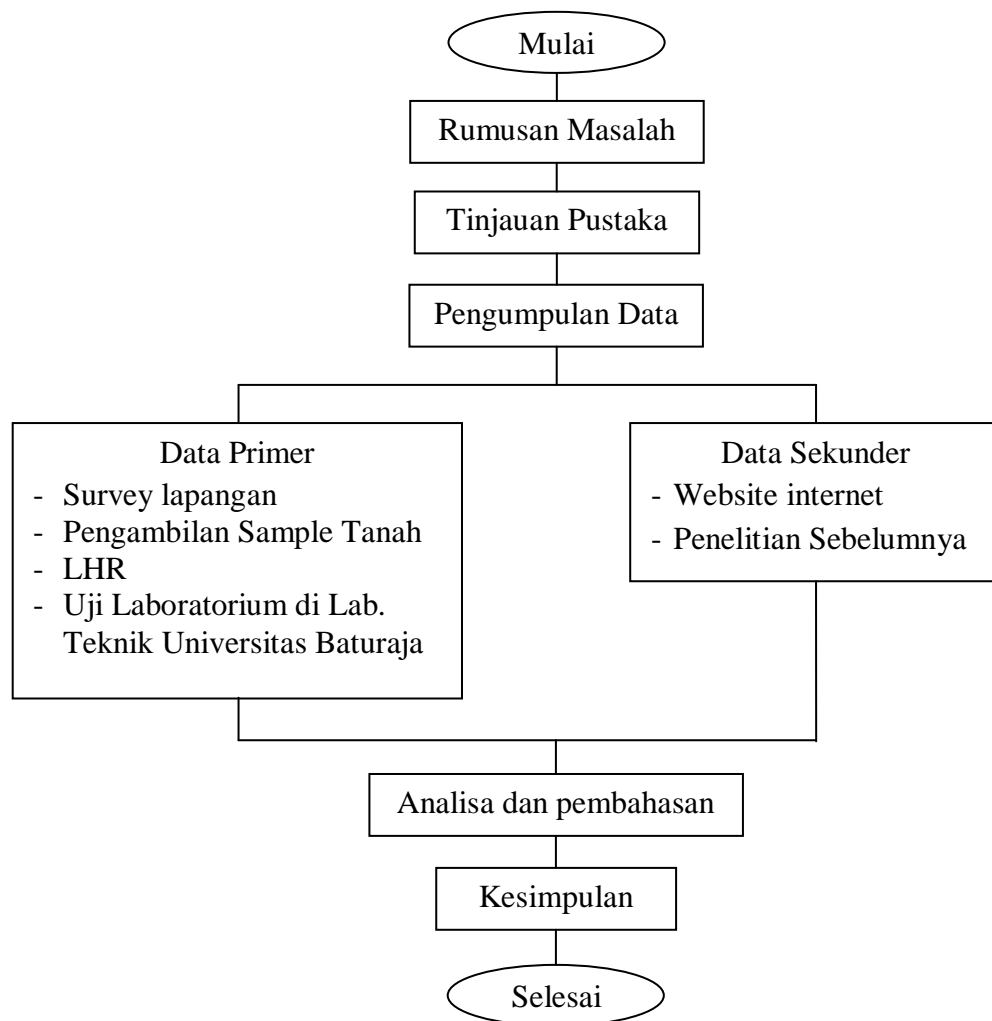 Mulai
Rumusan Masalah
Tinjauan Pustaka
Pengumpulan Data
Data Primer
- Survey lapangan
- Pengambilan Sample Tanah
- LHR
- Uji Laboratorium di Lab.
Teknik Universitas Baturaja
Data Sekunder
- Website internet
- Penelitian Sebelumnya
Analisa dan pembahasan
Kesimpulan
Selesai